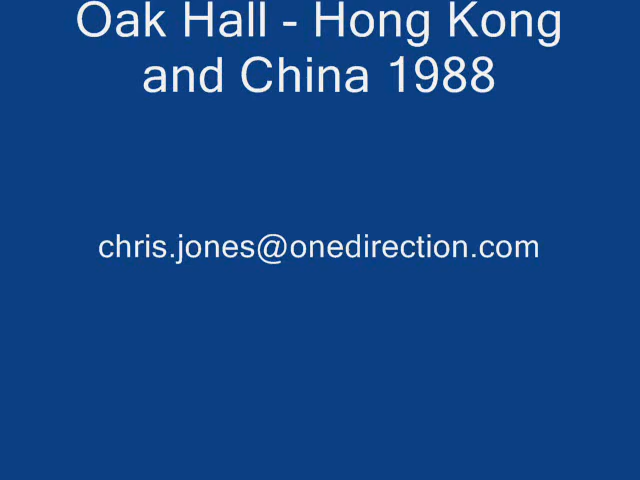 Oak Hall - Hong Kong
and China 1988
chris.jones@onedirection.com